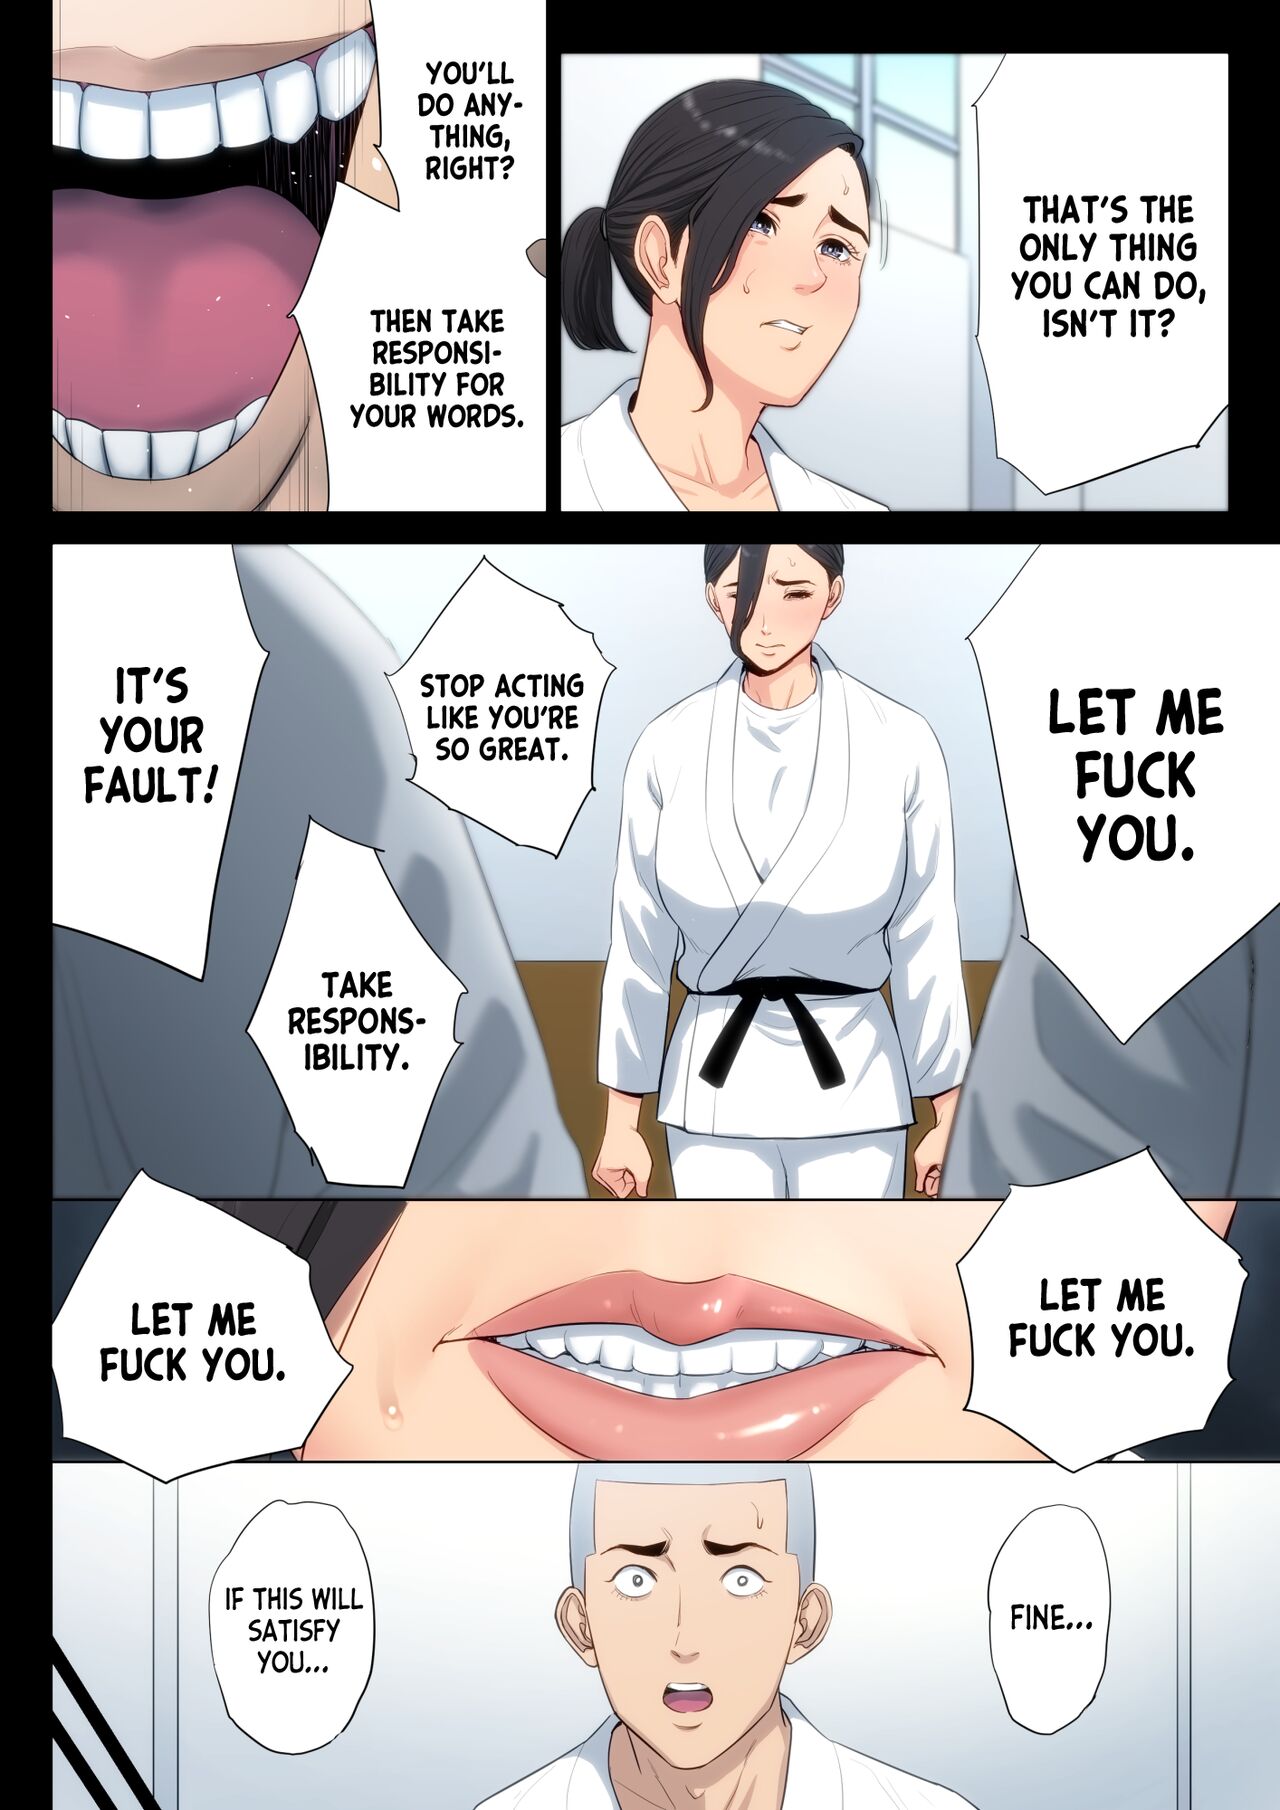 THAT'S THE
ONLY THING
YOU CAN DO,
ISN'T IT?
YOU'LL
DO ANY-
THING,
RIGHT?
THEN TAKE
RESPONSI-
BILITY FOR
YOUR WORDS.
LET ME
FUCK
YOU.
STOP ACTING
LIKE YOU'RE
SO GREAT.
TAKE
RESPONS-
IBILITY.
IT'S
YOUR
FAULT!
LET ME
FUCK YOU.
LET ME
FUCK YOU.
FINE...
IF THIS WILL
SATISFY
YOU...